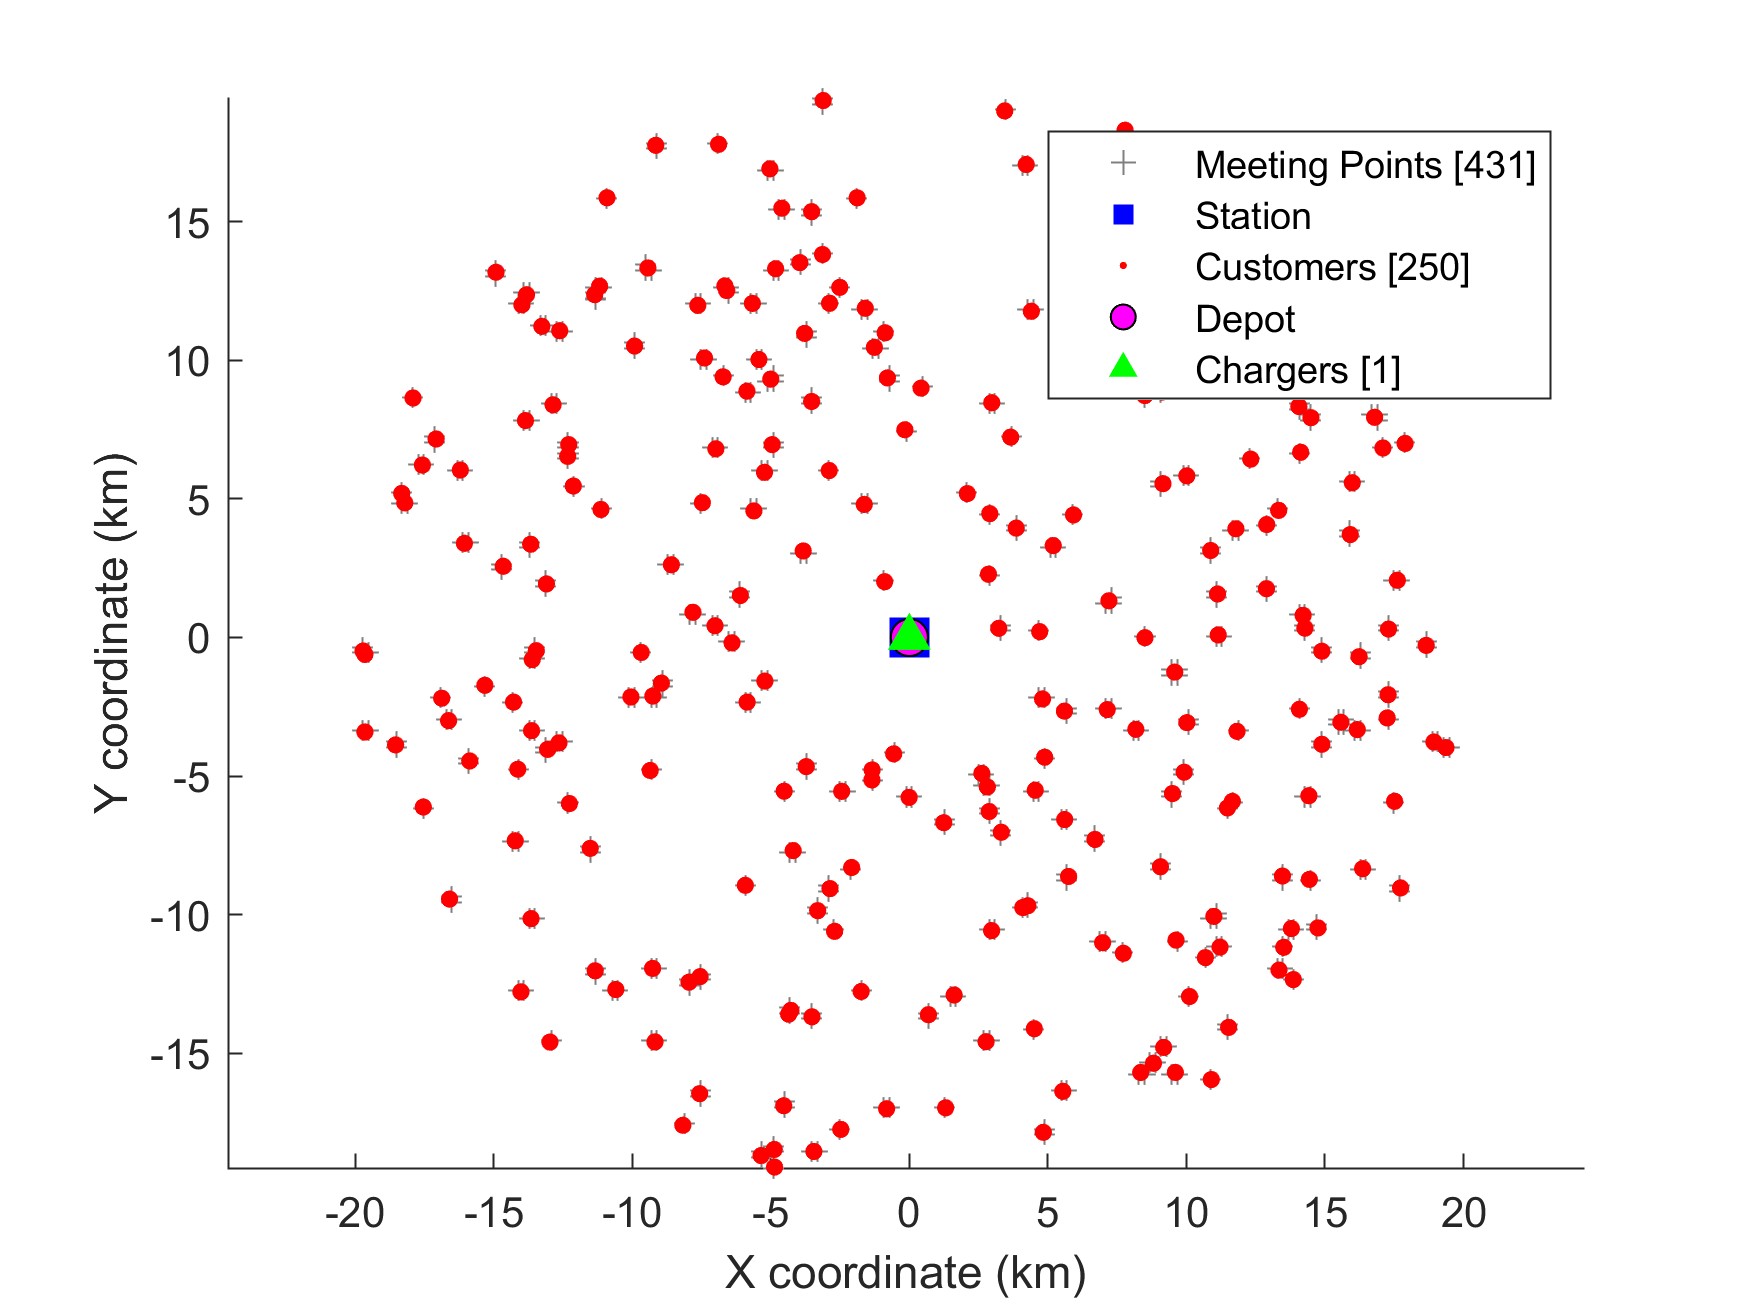 Meeting Points [431]
Station
Customers [250]
Depot
Chargers [1]
15
10
5
0
-5
-10
-15
Y coordinate (km)
-20 -15 -10 -5 0 5 10 15 20
X coordinate (km)